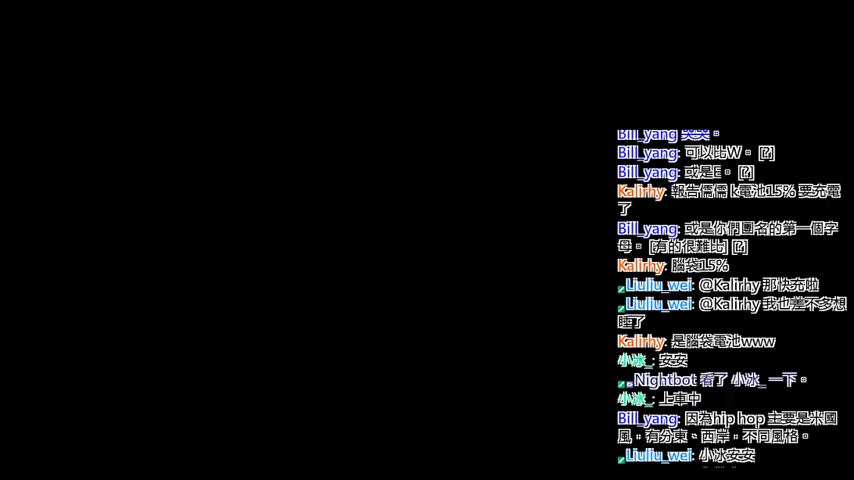 Bill_yang: 哭哭。
Bill_yang: 可以比W。 [?]
Bill_yang: 或是E。 [?]
Kalirhy: 報告儒儒 k電池15% 要充電
了
Bill_yang: 或是你們團名的第一個字
母。 [有的很難比] [?]
Kalirhy: 腦袋15%
Liuliu_wei: @Kalirhy 那快充啦
Liuliu_wei: @Kalirhy 我也差不多想
睡了
Kalirhy: 是腦袋電池www
小冰_: 安安
Nightbot 看了 小冰_ 一下。
小冰_: 上車中
Bill_yang: 因為hip hop 主要是米國
風，有分東、西岸，不同風格。
Liuliu_wei: 小冰安安